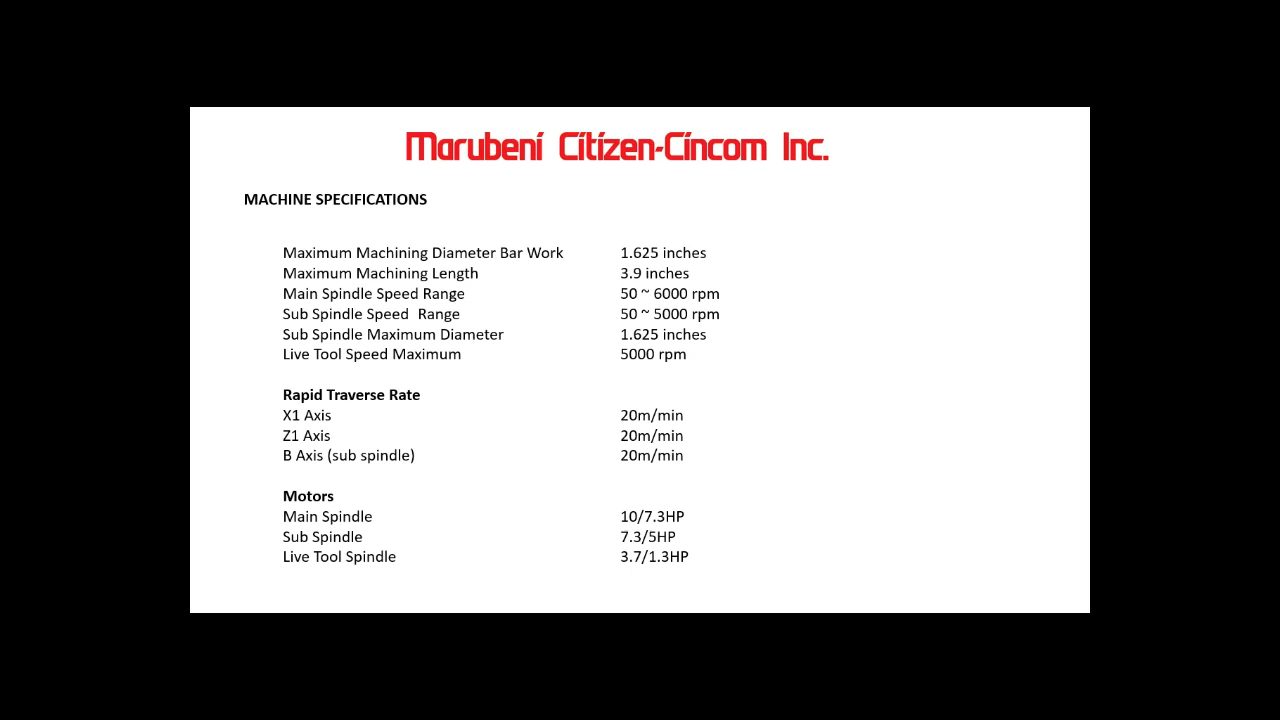 Marubeni Citizen-Cincom Inc.
MACHINE SPECIFICATIONS
Maximum Machining Diameter Bar Work 1.625 inches
Maximum Machining Length 3.9 inches
Main Spindle Speed Range 50 ~ 6000 rpm
Sub Spindle Speed Range 50 ~ 5000 rpm
Sub Spindle Maximum Diameter 1.625 inches
Live Tool Speed Maximum 5000 rpm
Rapid Traverse Rate
X1 Axis 20m/min
Z1 Axis 20m/min
B Axis (sub spindle) 20m/min
Motors
Main Spindle 10/7.3HP
Sub Spindle 7.3/5HP
Live Tool Spindle 3.7/1.3HP